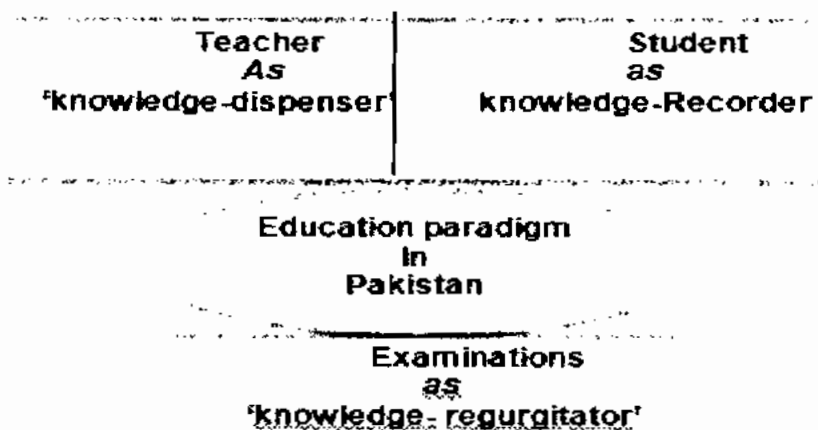 Teacher
As
'knowledge-dispenser'
Student
as
knowledge-Recorder
Education paradigm
In
Pakistan
Examinations
as
'knowledge- regurgitator'